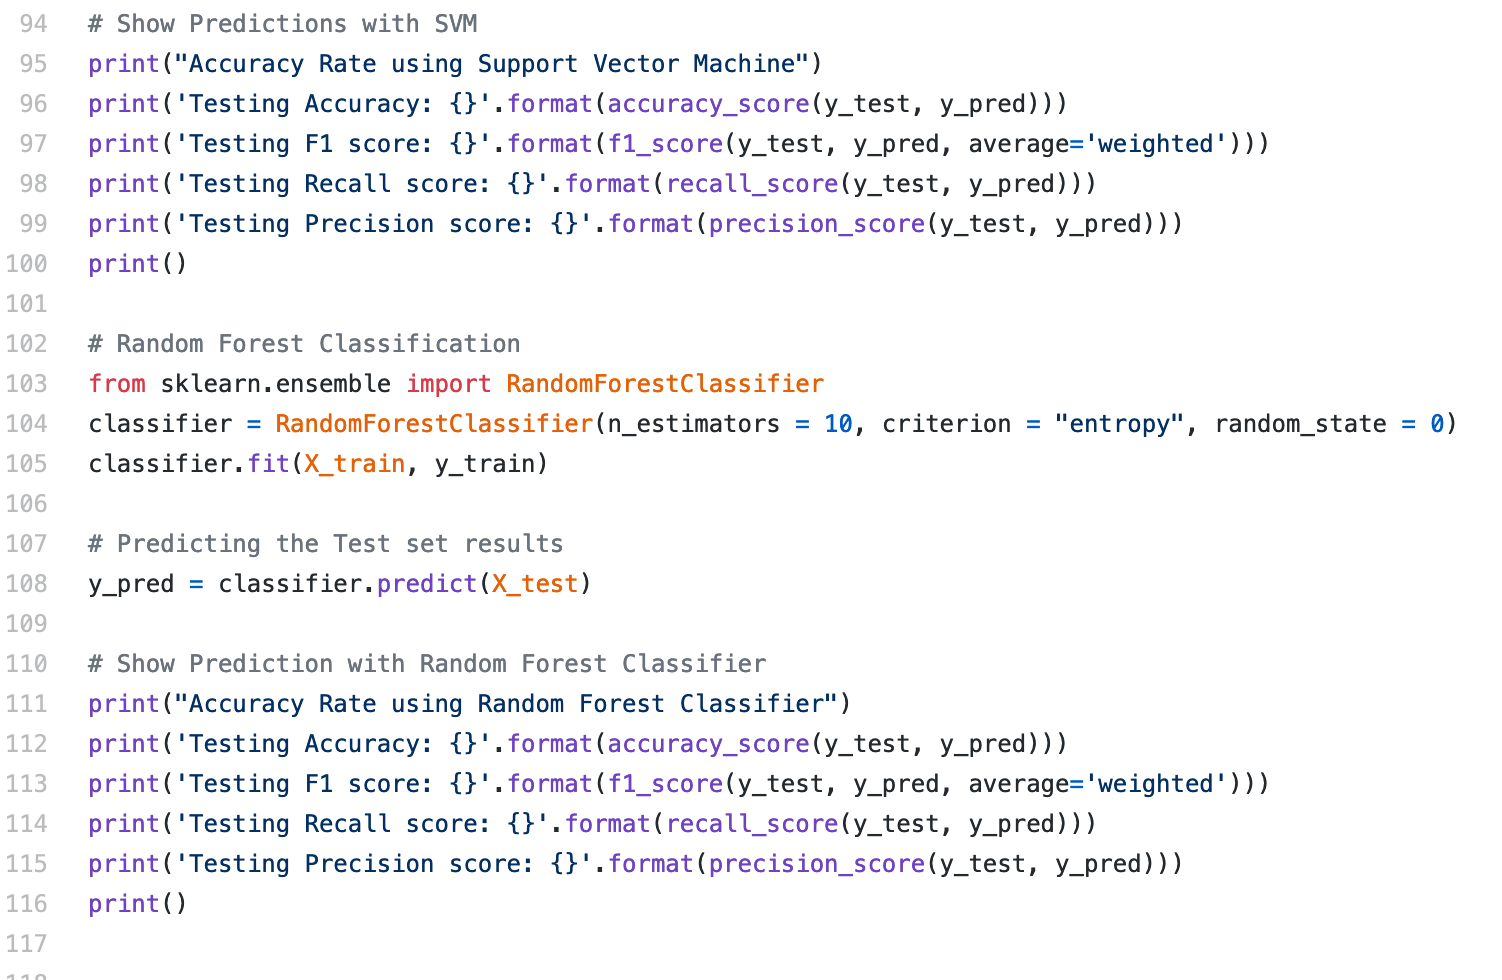 94 # Show Predictions with SVM
95 print("Accuracy Rate using Support Vector Machine")
96 print('Testing Accuracy: {}'.format(accuracy_score(y_test, y_pred)))
97 print('Testing F1 score: {}'.format(f1_score(y_test, y_pred, average='weighted')))
98 print('Testing Recall score: {}'.format(recall_score(y_test, y_pred)))
99 print('Testing Precision score: {}'.format(precision_score(y_test, y_pred)))
100 print()
101
102 # Random Forest Classification
103 from sklearn.ensemble import RandomForestClassifier
104 classifier = RandomForestClassifier(n_estimators = 10, criterion = "entropy", random_state = 0)
105 classifier.fit(X_train, y_train)
106
107 # Predicting the Test set results
108 y_pred = classifier.predict(X_test)
109
110 # Show Prediction with Random Forest Classifier
111 print("Accuracy Rate using Random Forest Classifier")
112 print('Testing Accuracy: {}'.format(accuracy_score(y_test, y_pred)))
113 print('Testing F1 score: {}'.format(f1_score(y_test, y_pred, average='weighted')))
114 print('Testing Recall score: {}'.format(recall_score(y_test, y_pred)))
115 print('Testing Precision score: {}'.format(precision_score(y_test, y_pred)))
116 print()
117